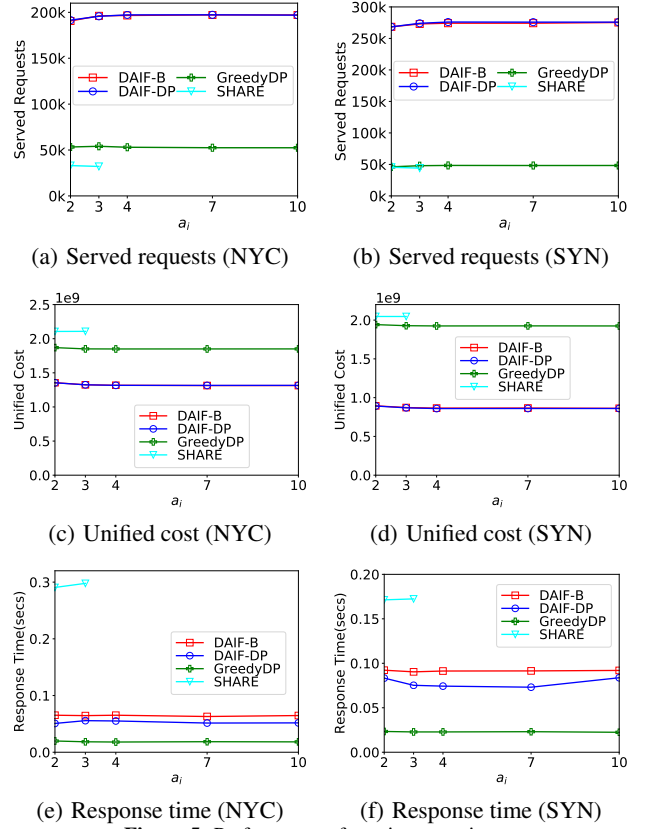 200k
150k
100k
50k
0k
Served Requests
DAIF-B
DAIF-DP
GreedyDP
SHARE
2 3 4 7 10
a_i
(a) Served requests (NYC)
300k
250k
200k
150k
100k
50k
0k
Served Requests
DAIF-B
DAIF-DP
GreedyDP
SHARE
2 3 4 7 10
a_i
(b) Served requests (SYN)
1e9
2.5
2.0
1.5
1.0
0.5
0.0
Unified Cost
DAIF-B
DAIF-DP
GreedyDP
SHARE
2 3 4 7 10
a_i
(c) Unified cost (NYC)
1e9
2.0
1.5
1.0
0.5
0.0
Unified Cost
DAIF-B
DAIF-DP
GreedyDP
SHARE
2 3 4 7 10
a_i
(d) Unified cost (SYN)
0.3
0.2
0.1
0.0
Response Time(secs)
DAIF-B
DAIF-DP
GreedyDP
SHARE
2 3 4 7 10
a_i
(e) Response time (NYC)
0.20
0.15
0.10
0.05
0.00
Response Time(secs)
DAIF-B
DAIF-DP
GreedyDP
SHARE
2 3 4 7 10
a_i
(f) Response time (SYN)